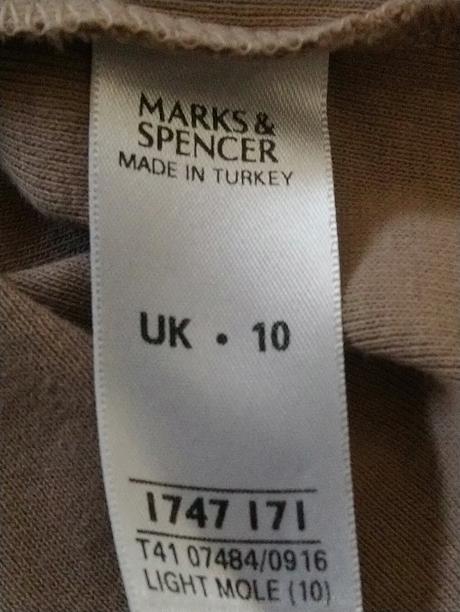 MARKS &
SPENCER
MADE IN TURKEY
UK • 10
1747 171
T41 07484/0916
LIGHT MOLE (10)